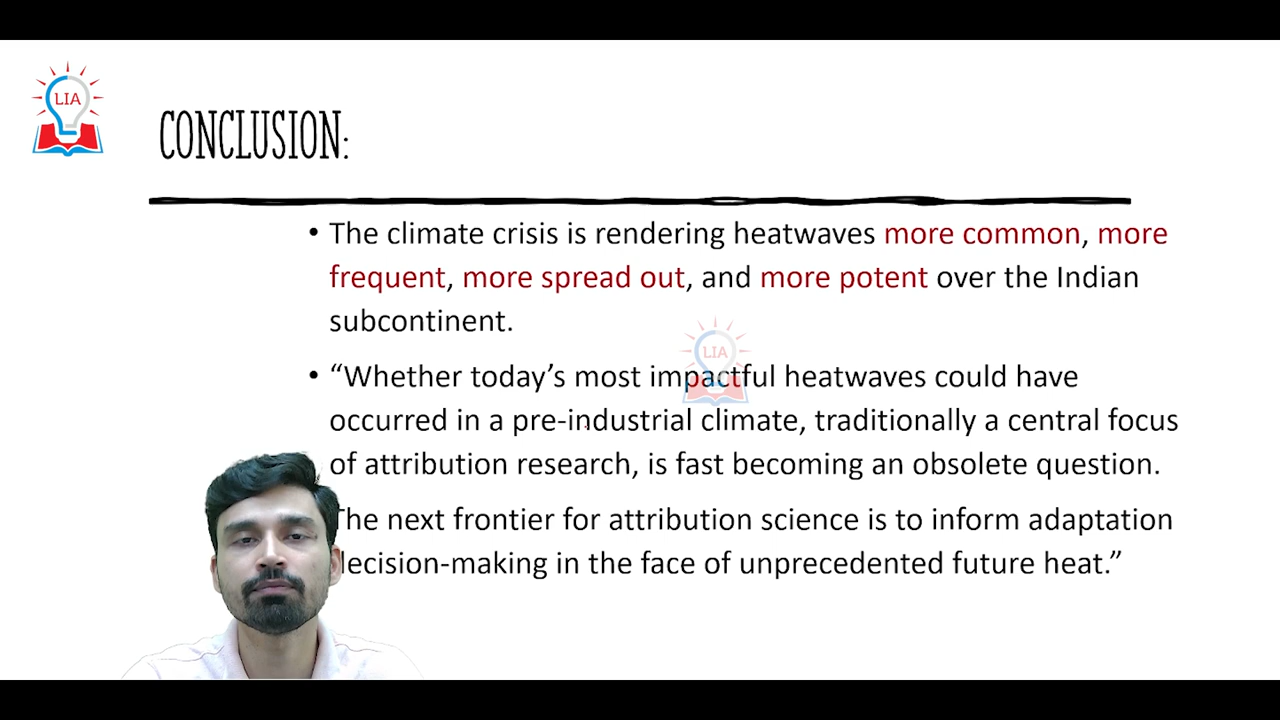 LIA
CONCLUSION:
• The climate crisis is rendering heatwaves more common, more
frequent, more spread out, and more potent over the Indian
subcontinent.
LIA
• “Whether today’s most impactful heatwaves could have
occurred in a pre-industrial climate, traditionally a central focus
of attribution research, is fast becoming an obsolete question.
The next frontier for attribution science is to inform adaptation
decision-making in the face of unprecedented future heat.”